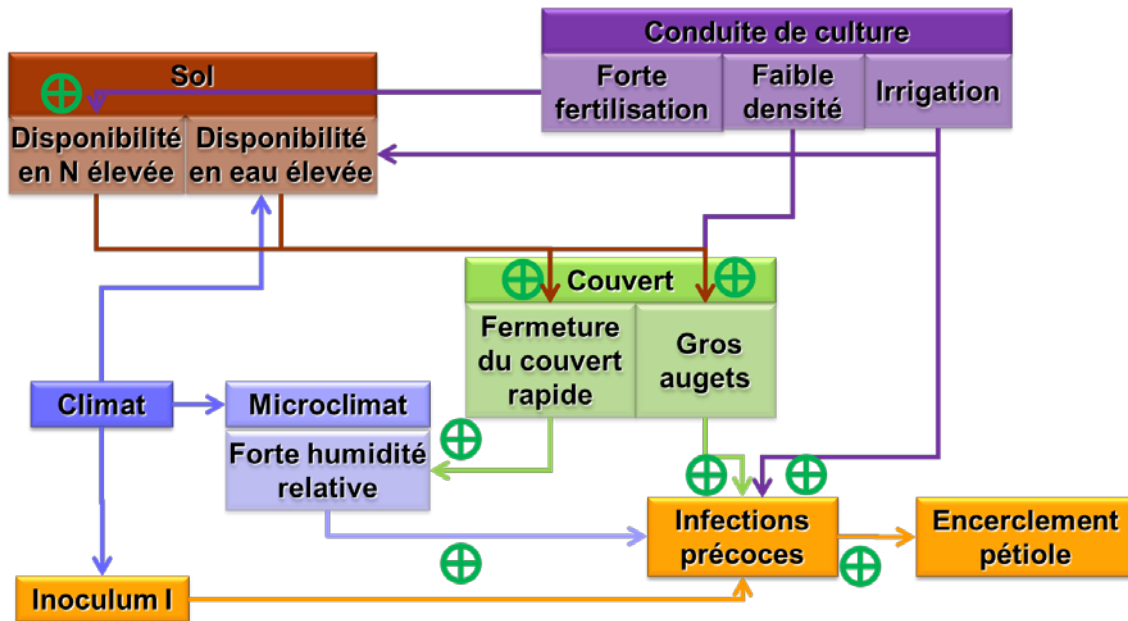 Conduite de culture
Forte
fertilisation
Faible
densité
Irrigation
Sol
Disponibilité
en N élevée
Disponibilité
en eau élevée
Couvert
Fermeture
du couvert
rapide
Gros
augets
Climat
Microclimat
Forte humidité
relative
Infections
précoces
Encerclement
pétiole
Inoculum I